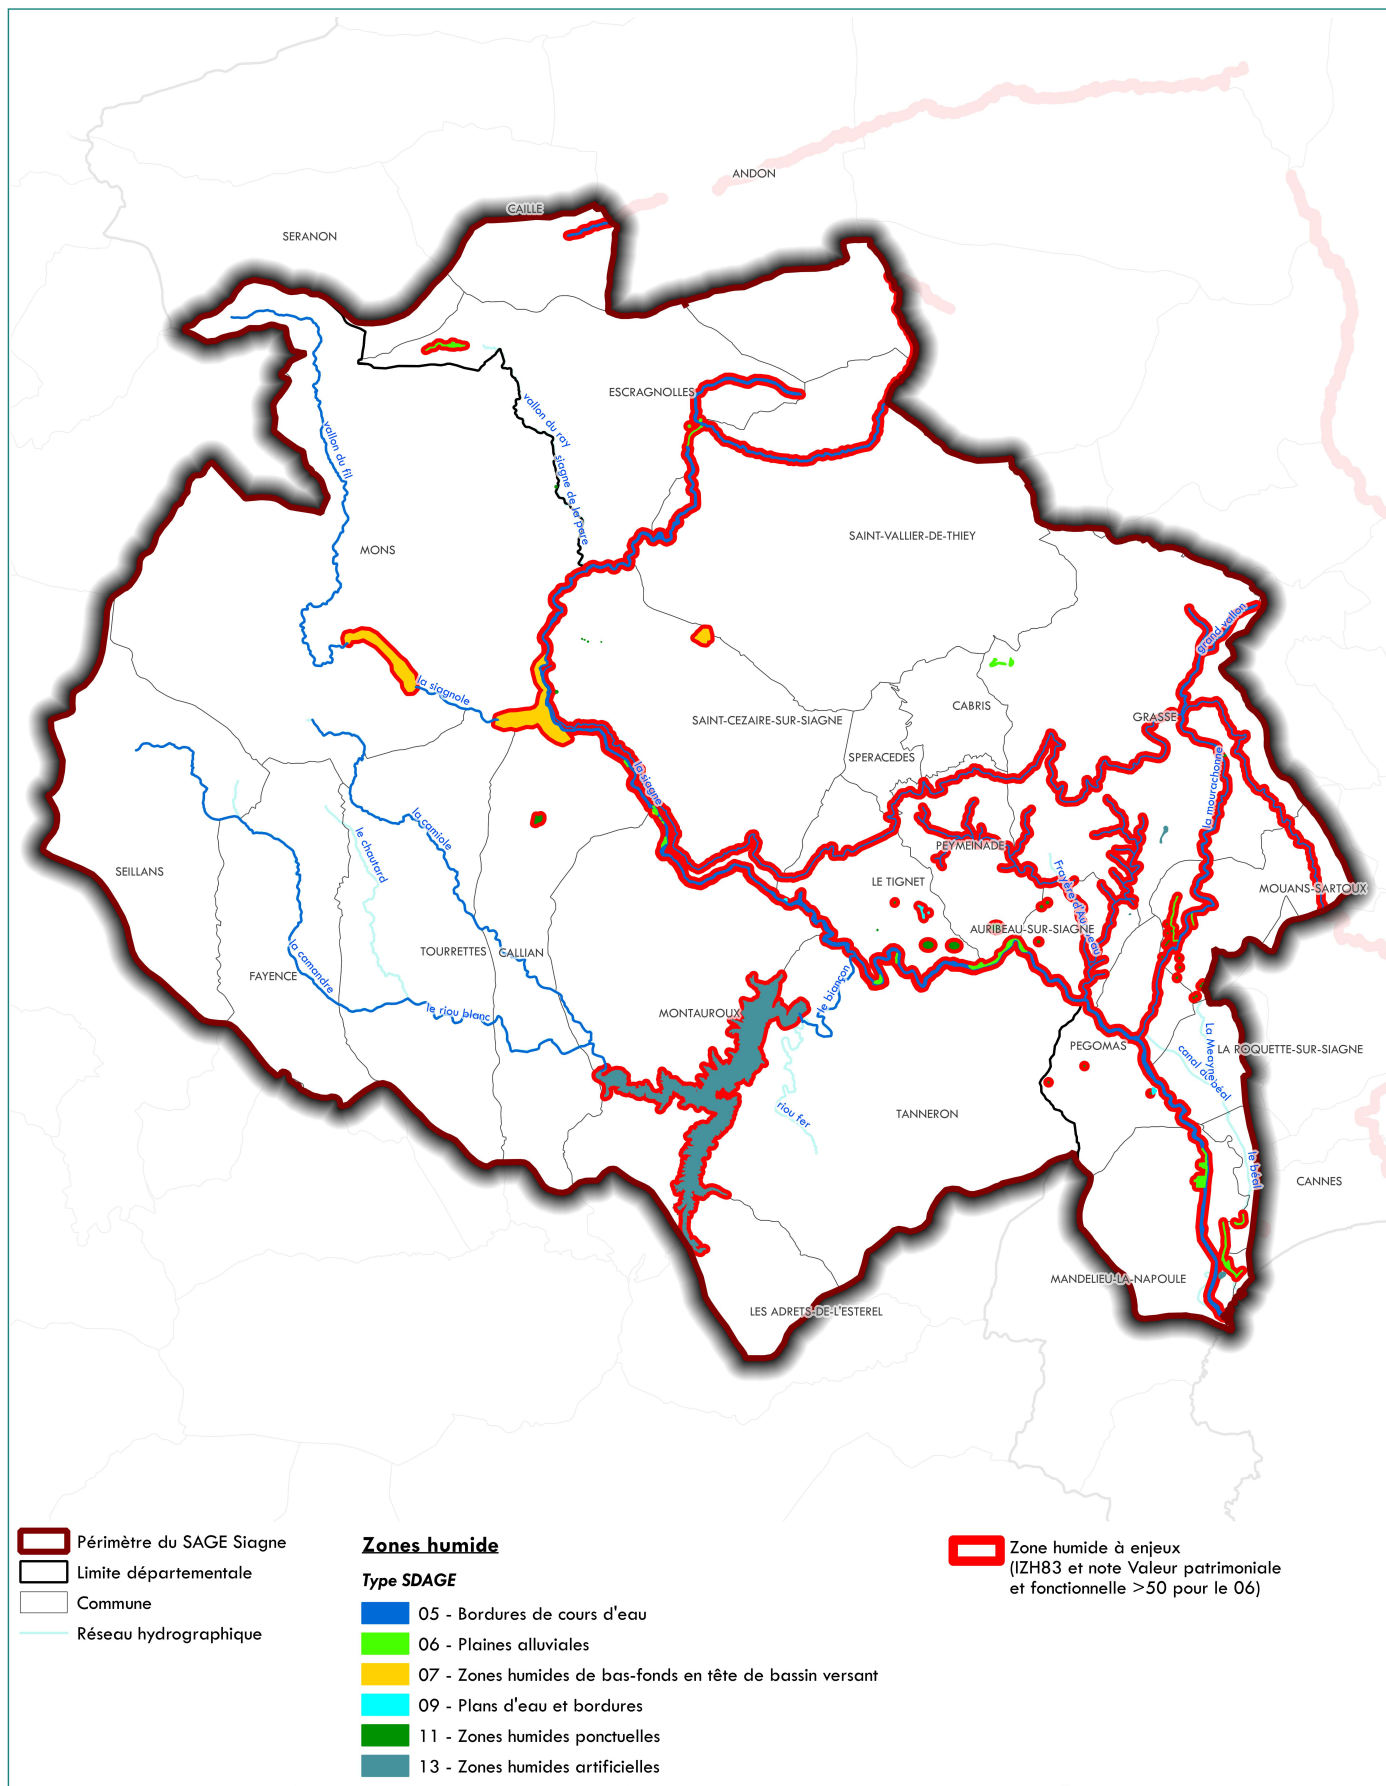 ANDON
CAILLE
SERANON
ESCRAGNOLLES
vallon du ray
vallon du fil
siagne de la pare
MONS
SAINT-VALLIER-DE-THIEY
grand vallon
la siagnole
CABRIS
SAINT-CEZAIRE-SUR-SIAGNE
GRASSE
SPERACEDES
la siagne
la mourachonne
la camiole
le chautard
PEYMEINADE
SEILLANS
LE TIGNET
MOUANS-SARTOUX
AURIBEAU-SUR-SIAGNE
TOURRETTES
CALLIAN
FAYENCE
la camandre
le biançon
le riou blanc
MONTAUROUX
PEGOMAS
La Meayne
LA ROQUETTE-SUR-SIAGNE
canal du béal
riou fer
TANNERON
le béal
CANNES
MANDELIEU-LA-NAPOULE
LES ADRETS-DE-L'ESTEREL
Périmètre du SAGE Siagne
Limite départementale
Commune
Réseau hydrographique
Zones humide
Type SDAGE
05 - Bordures de cours d'eau
06 - Plaines alluviales
07 - Zones humides de bas-fonds en tête de bassin versant
09 - Plans d'eau et bordures
11 - Zones humides ponctuelles
13 - Zones humides artificielles
Zone humide à enjeux
(IZH83 et note Valeur patrimoniale
et fonctionnelle >50 pour le 06)